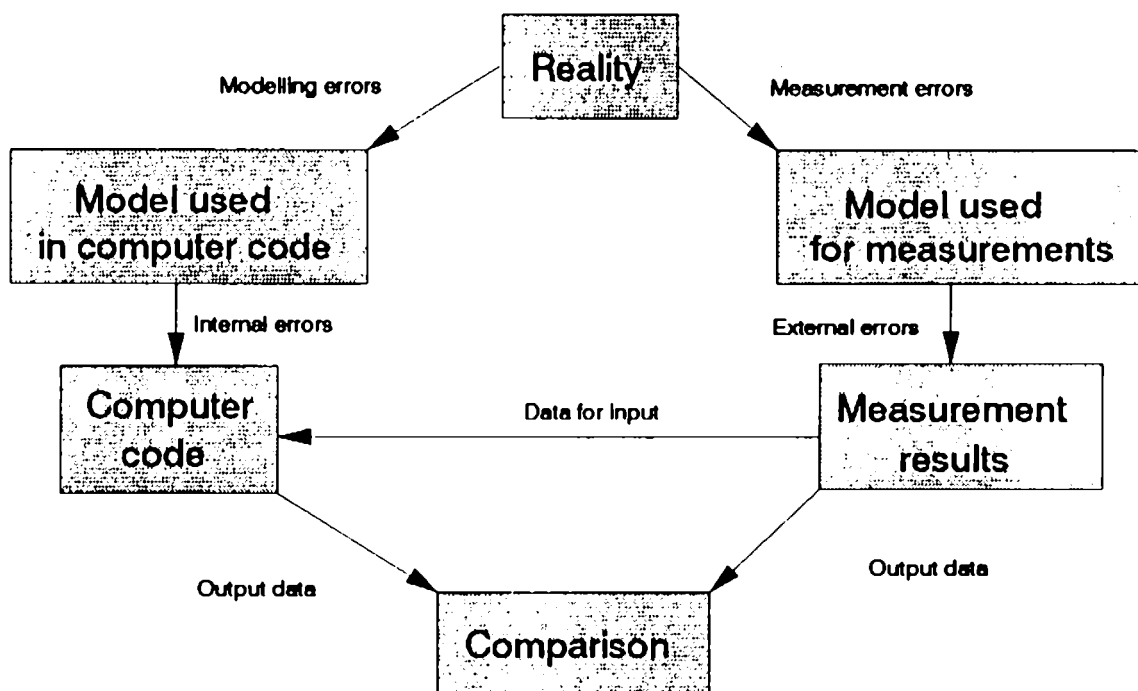 Reality
Modelling errors
Measurement errors
Model used
in computer code
Model used
for measurements
Internal errors
External errors
Computer
code
Data for Input
Measurement
results
Output data
Output data
Comparison